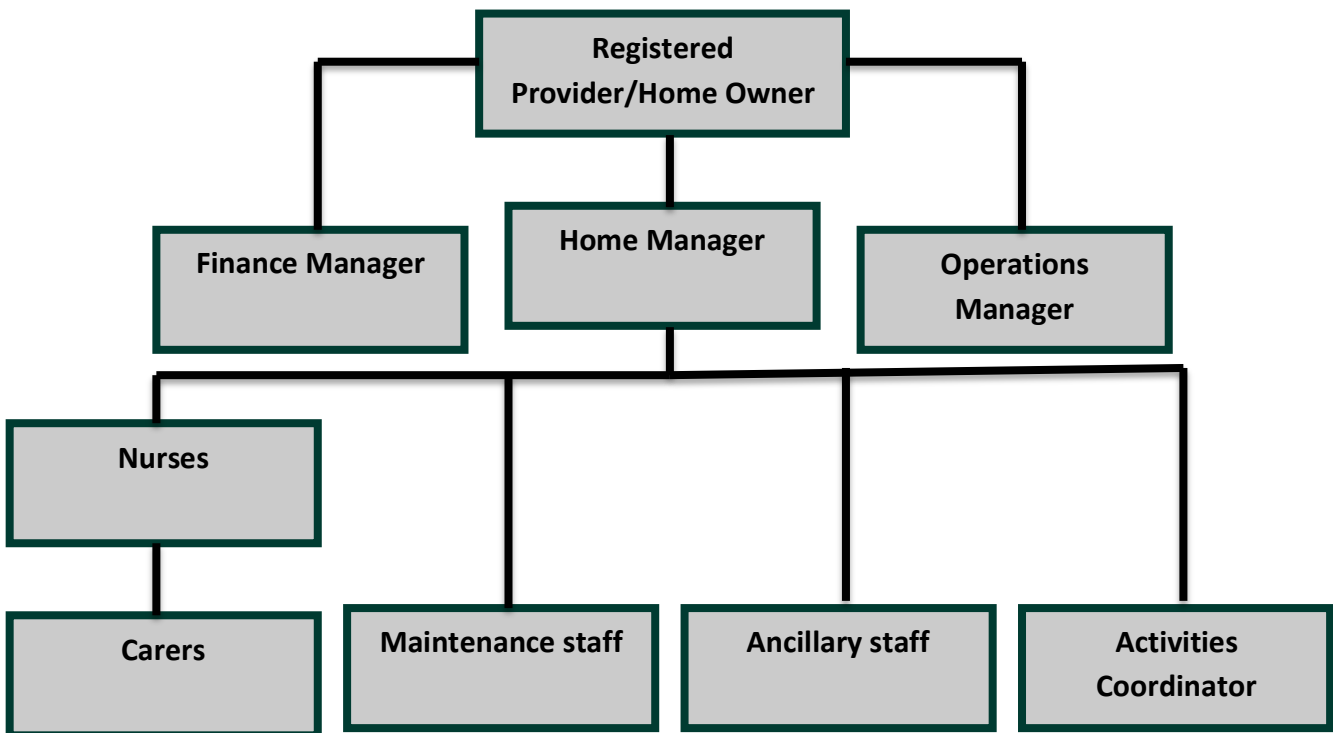 Registered
Provider/Home Owner
Finance Manager
Home Manager
Operations
Manager
Nurses
Carers
Maintenance staff
Ancillary staff
Activities
Coordinator